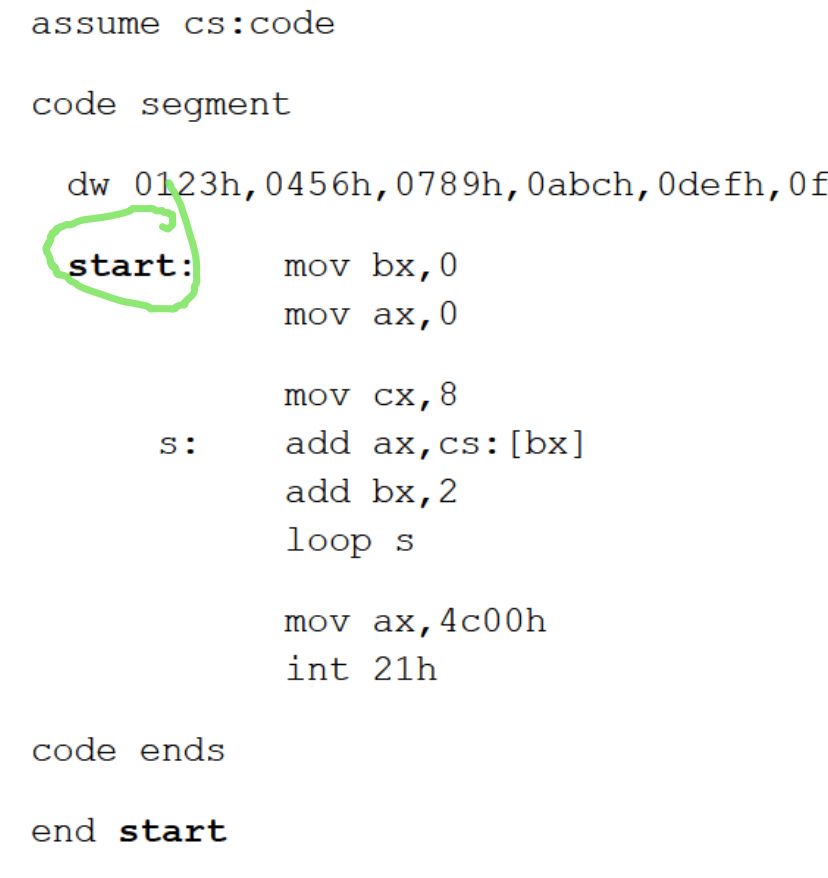 assume cs:code
code segment
dw 0123h,0456h,0789h,0abch,0defh,0f
start: mov bx,0
mov ax,0
mov cx,8
s: add ax,cs:[bx]
add bx,2
loop s
mov ax,4c00h
int 21h
code ends
end start